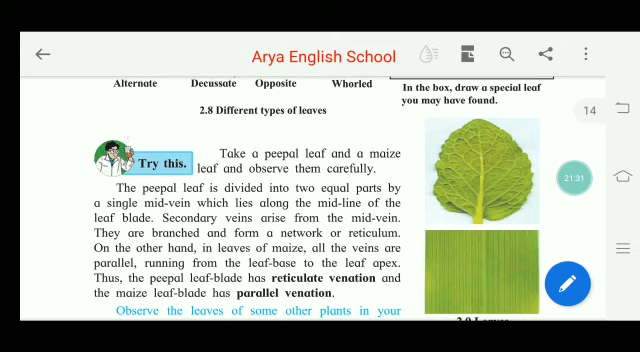 Arya English School
Alternate Decussate Opposite Whorled
In the box, draw a special leaf
you may have found.
2.8 Different types of leaves
14
Try this. Take a peepal leaf and a maize
leaf and observe them carefully.
The peepal leaf is divided into two equal parts by
a single mid-vein which lies along the mid-line of the
leaf blade. Secondary veins arise from the mid-vein.
They are branched and form a network or reticulum.
On the other hand, in leaves of maize, all the veins are
parallel, running from the leaf-base to the leaf apex.
Thus, the peepal leaf-blade has reticulate venation and
the maize leaf-blade has parallel venation.
Observe the leaves of some other plants in your
21:31
2.9 Leaves